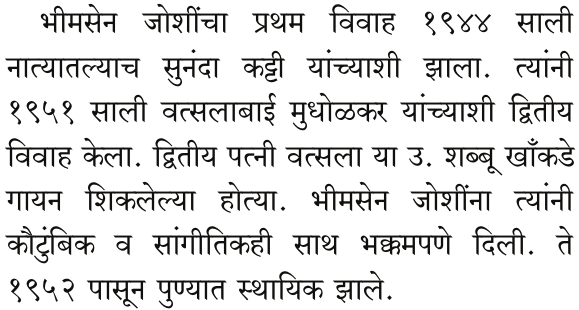 भीमसेन जोशींचा प्रथम विवाह १९४४ साली
नात्यातल्याच सुनंदा कट्टी यांच्याशी झाला. त्यांनी
१९५१ साली वत्सलाबाई मुधोळकर यांच्याशी द्वितीय
विवाह केला. द्वितीय पत्नी वत्सला या उ. शब्बू खाँकडे
गायन शिकलेल्या होत्या. भीमसेन जोशींना त्यांनी
कौटुंबिक व सांगीतिकही साथ भक्कमपणे दिली. ते
१९५२ पासून पुण्यात स्थायिक झाले.